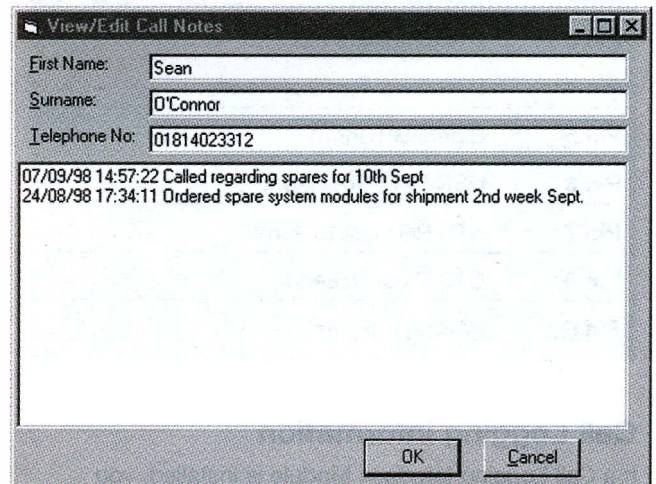 View/Edit Call Notes
First Name: Sean
Surname: O'Connor
Telephone No: 01814023312
07/09/98 14:57:22 Called regarding spares for 10th Sept
24/08/98 17:34:11 Ordered spare system modules for shipment 2nd week Sept.
OK Cancel